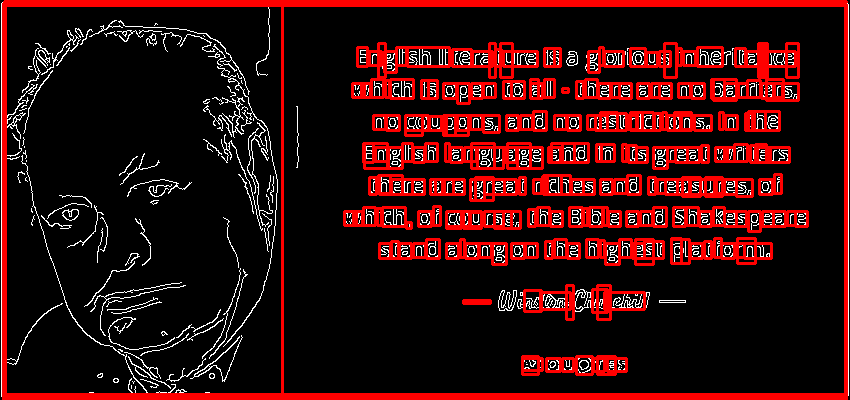 English literature is a glorious inheritance
which is open to all - there are no barriers,
no coupons, and no restrictions. In the
English language and in its great writers
there are great riches and treasures, of
which, of course, the Bible and Shakespeare
stand along on the highest platform.
— Winston Churchill —
azquotes